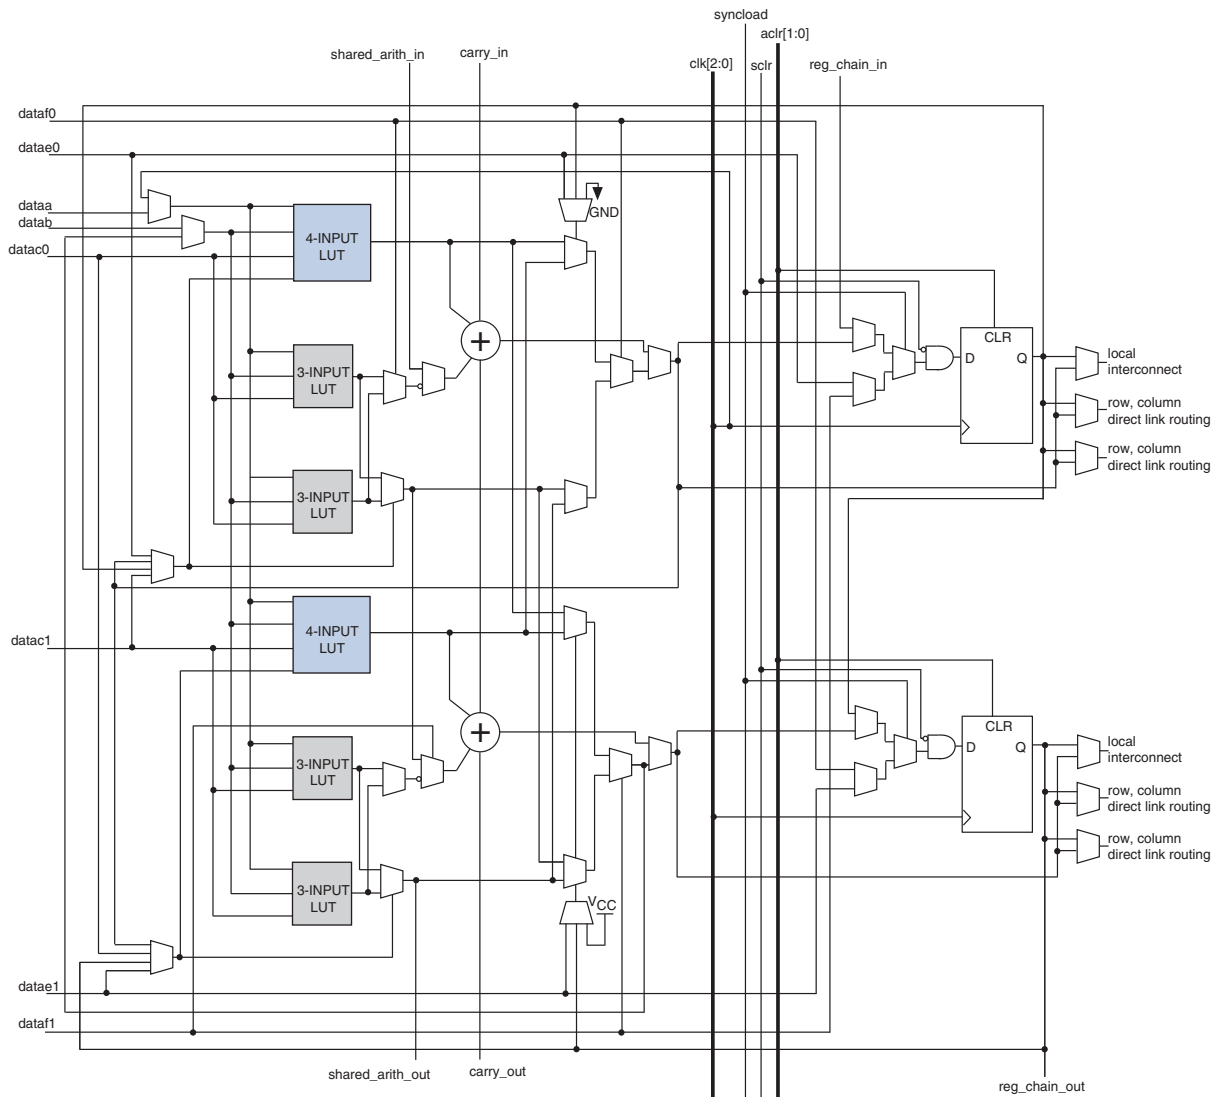 syncload
aclr[1:0]
shared_arith_in
carry_in
clk[2:0]
sclr
reg_chain_in
dataf0
datae0
dataa
datab
datac0
GND
4-INPUT
LUT
+
CLR
D
Q
local
interconnect
3-INPUT
LUT
row, column
direct link routing
row, column
direct link routing
3-INPUT
LUT
4-INPUT
LUT
datac1
+
CLR
D
Q
local
interconnect
3-INPUT
LUT
row, column
direct link routing
row, column
direct link routing
3-INPUT
LUT
VCC
datae1
dataf1
shared_arith_out
carry_out
reg_chain_out